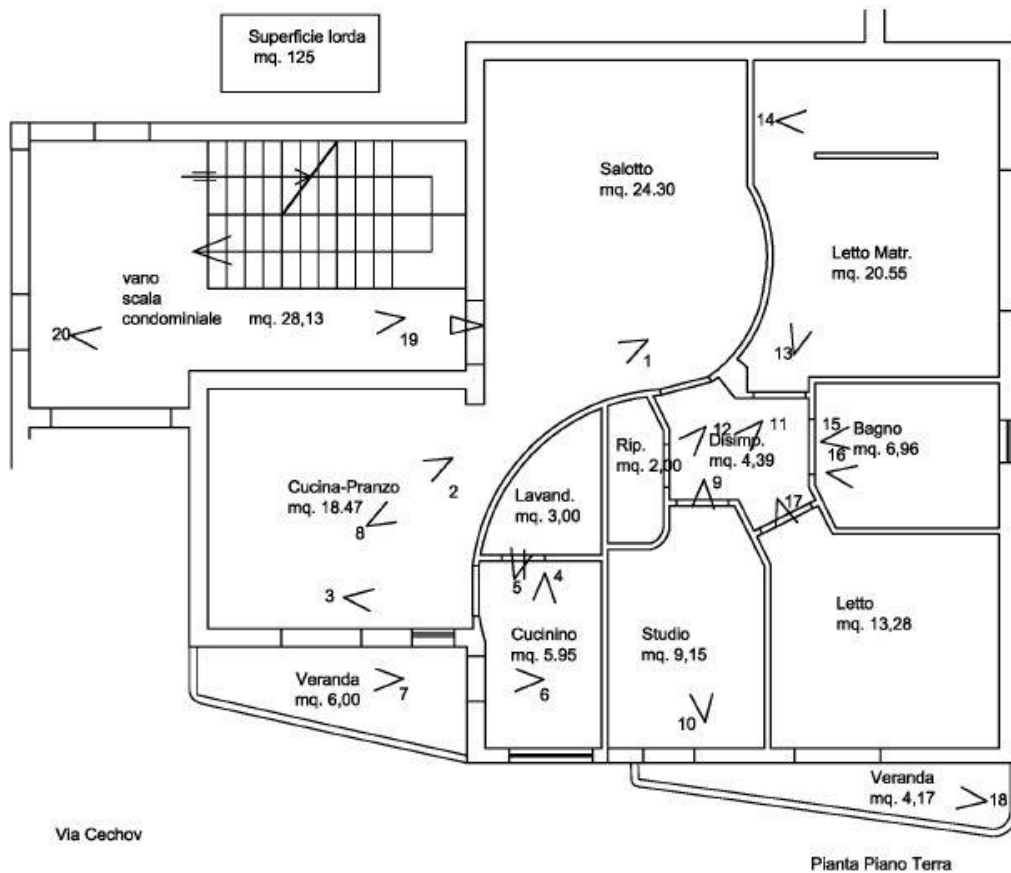 Superficie lorda
mq. 125
14
Salotto
mq. 24.30
Letto Matr.
mq. 20.55
vano
scala
condominiale mq. 28,13
20
19
1
13
12
11
15
Bagno
mq. 6,96
16
Rip.
mq. 2,00
Disimp.
mq. 4,39
9
2
Cucina-Pranzo
mq. 18.47
8
Lavand.
mq. 3,00
17
5
4
3
Letto
mq. 13,28
Cucinino
mq. 5.95
Studio
mq. 9,15
Veranda
mq. 6,00
7
6
10
Veranda
mq. 4,17
18
Via Cechov
Pianta Piano Terra